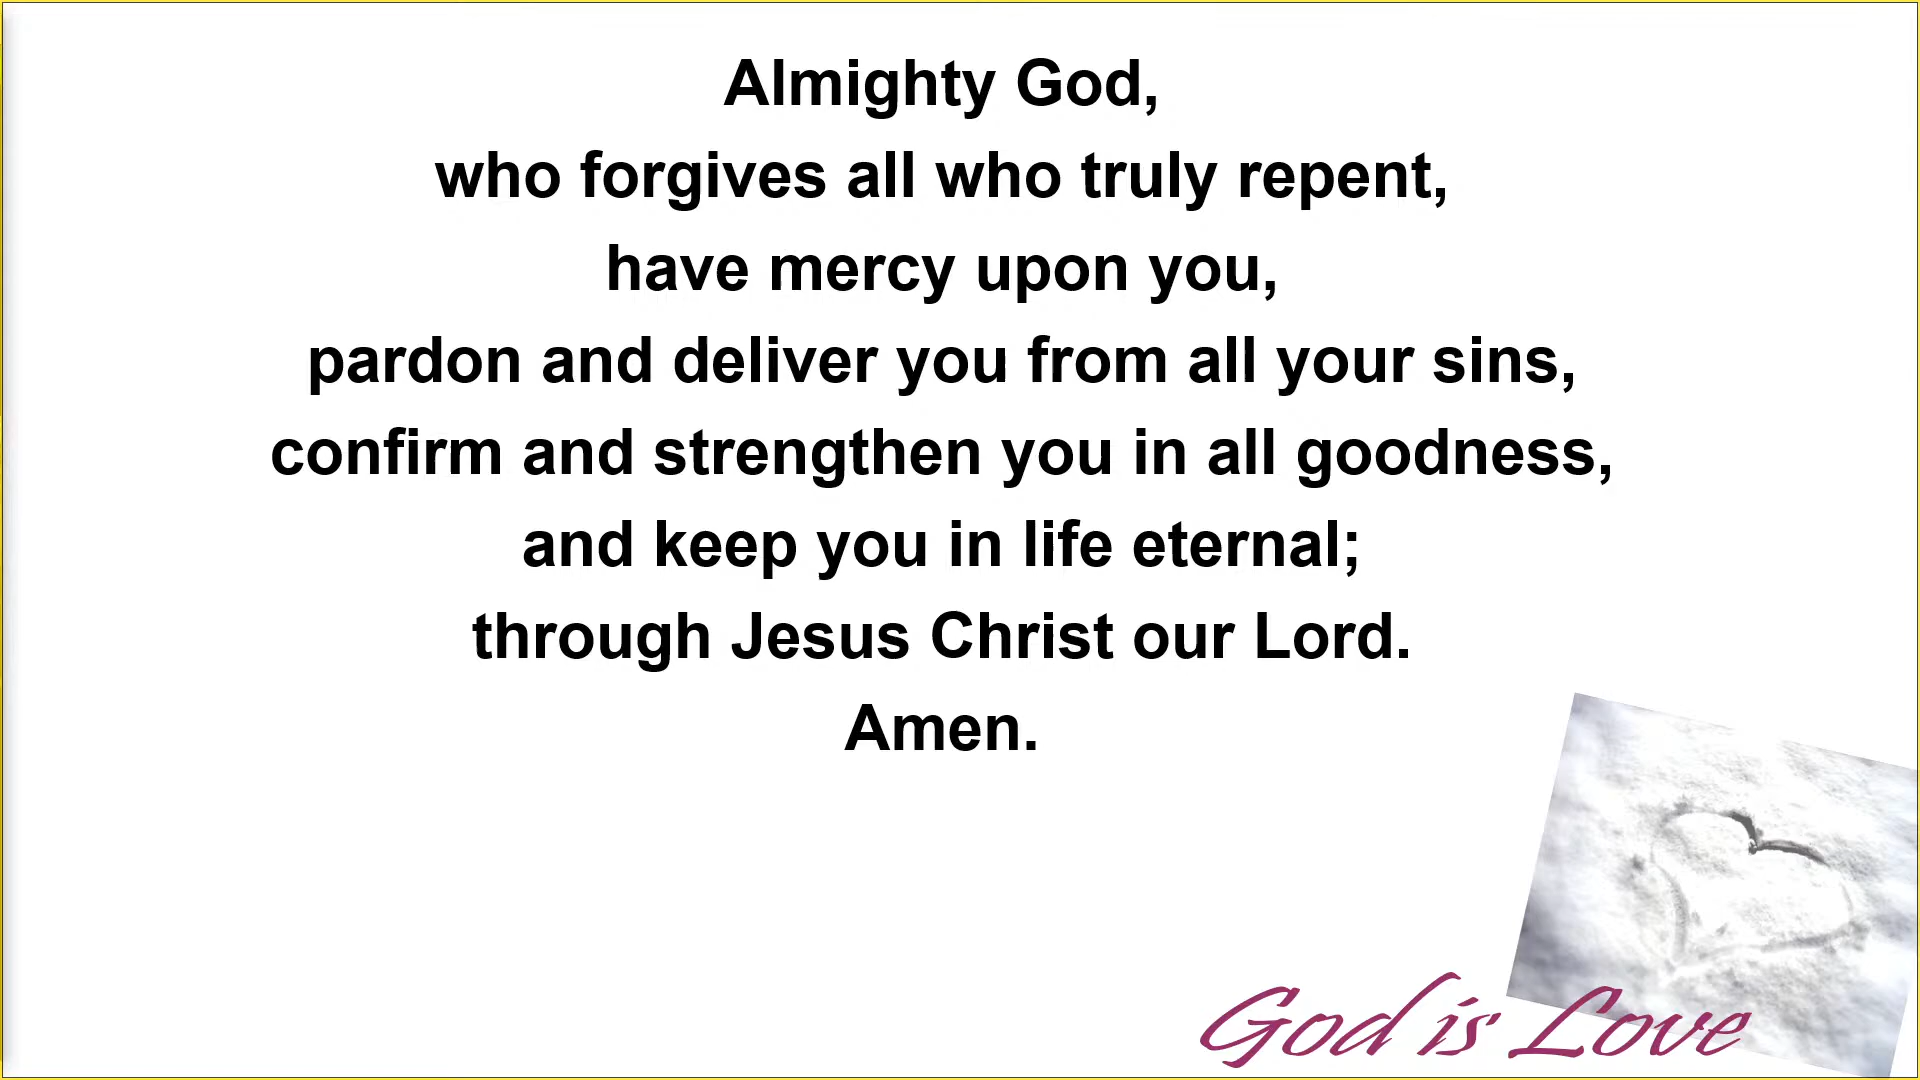 Almighty God,
who forgives all who truly repent,
have mercy upon you,
pardon and deliver you from all your sins,
confirm and strengthen you in all goodness,
and keep you in life eternal;
through Jesus Christ our Lord.
Amen.
God is Love